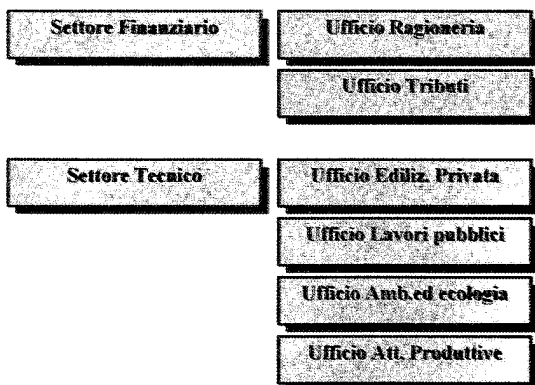 Settore Finanziario
Ufficio Ragioneria
Ufficio Tributi
Settore Tecnico
Ufficio Ediliz. Privata
Ufficio Lavori pubblici
Ufficio Amb.ed ecologia
Ufficio Att. Produttive